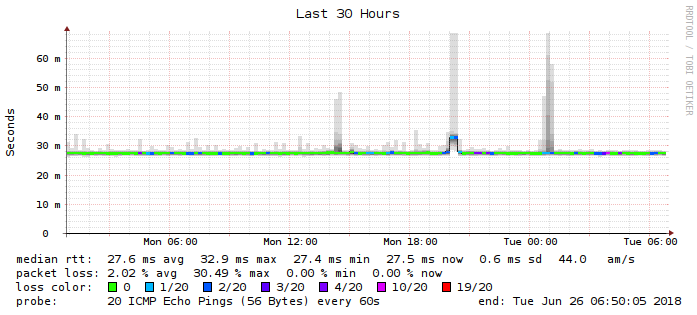 Last 30 Hours
RRDTOOL / TOBI OETIKER
Seconds
60 m
50 m
40 m
30 m
20 m
10 m
0
Mon 06:00 Mon 12:00 Mon 18:00 Tue 00:00 Tue 06:00
median rtt: 27.6 ms avg 32.9 ms max 27.4 ms min 27.5 ms now 0.6 ms sd 44.0 am/s
packet loss: 2.02 % avg 30.49 % max 0.00 % min 0.00 % now
loss color: 0 1/20 2/20 3/20 4/20 10/20 19/20
probe: 20 ICMP Echo Pings (56 Bytes) every 60s end: Tue Jun 26 06:50:05 2018